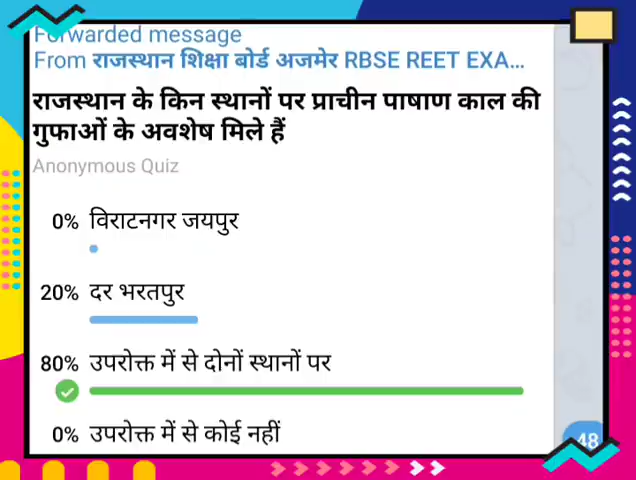 Forwarded message
From राजस्थान शिक्षा बोर्ड अजमेर RBSE REET EXA...
राजस्थान के किन स्थानों पर प्राचीन पाषाण काल की
गुफाओं के अवशेष मिले हैं
Anonymous Quiz
0% विराटनगर जयपुर
20% दर भरतपुर
80% उपरोक्त में से दोनों स्थानों पर
0% उपरोक्त में से कोई नहीं
48